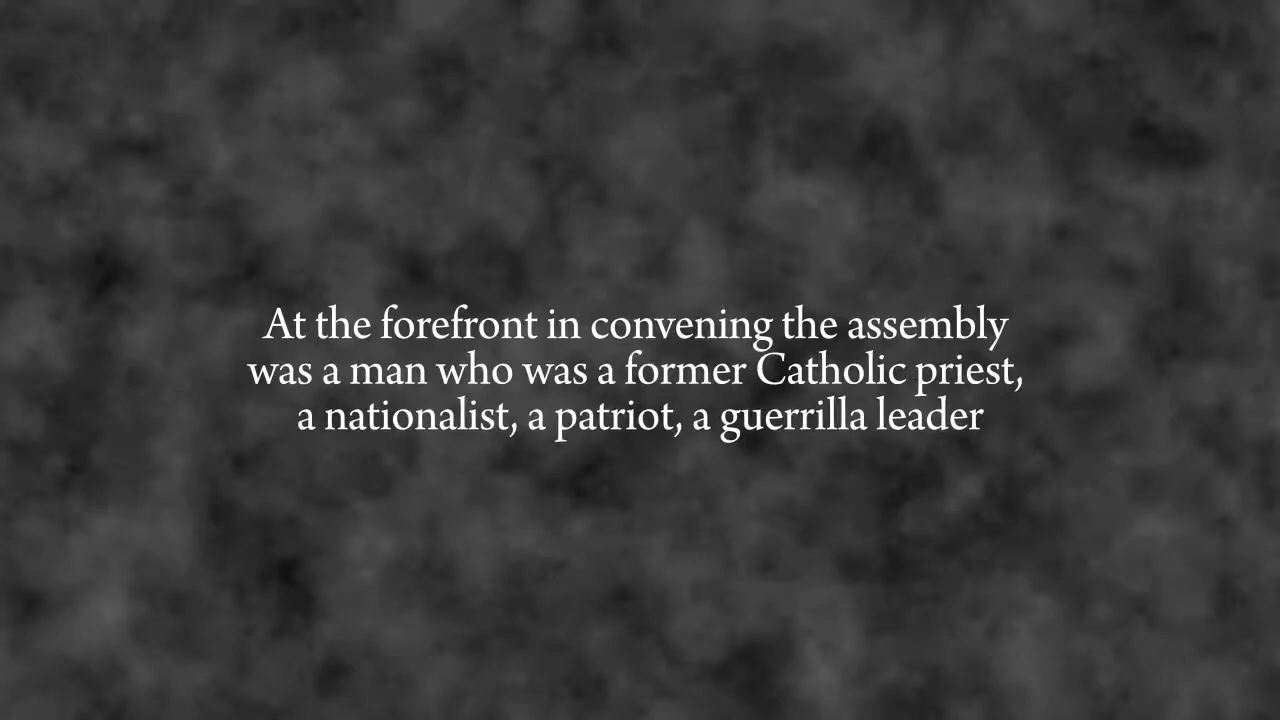 At the forefront in convening the assembly
was a man who was a former Catholic priest,
a nationalist, a patriot, a guerrilla leader